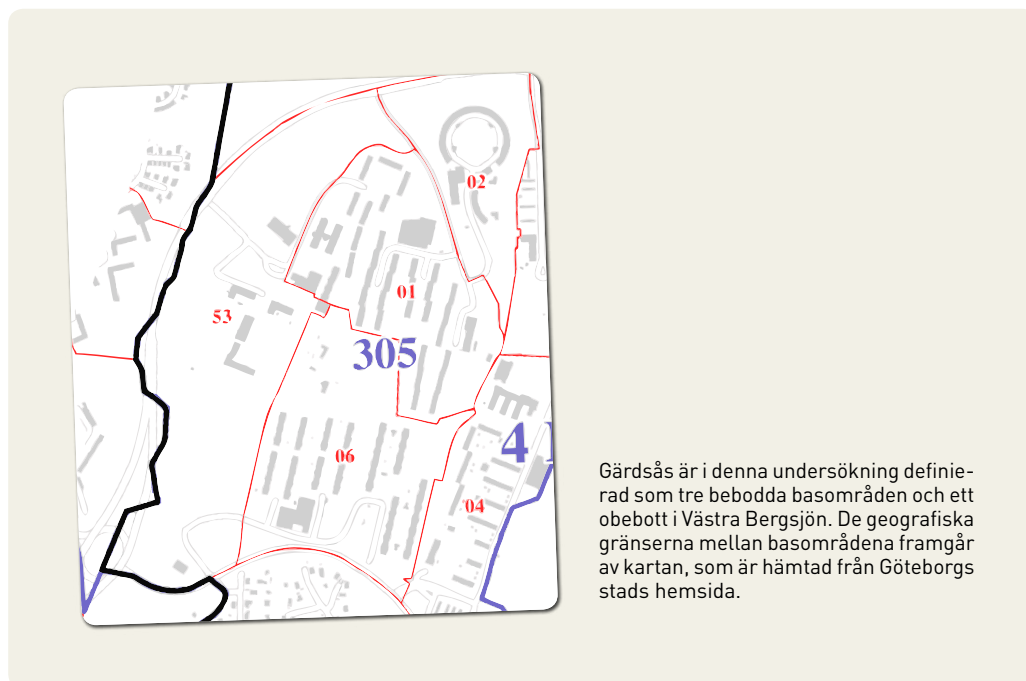 02
01
53
305
4
06
04
Gärdsås är i denna undersökning definie-
rad som tre bebodda basområden och ett
obebott i Västra Bergsjön. De geografiska
gränserna mellan basområdena framgår
av kartan, som är hämtad från Göteborgs
stads hemsida.